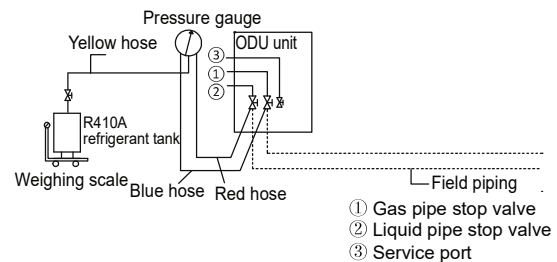 Pressure gauge
Yellow hose
ODU unit
③
①
②
R410A
refrigerant tank
Weighing scale
Blue hose
Red hose
Field piping
① Gas pipe stop valve
② Liquid pipe stop valve
③ Service port